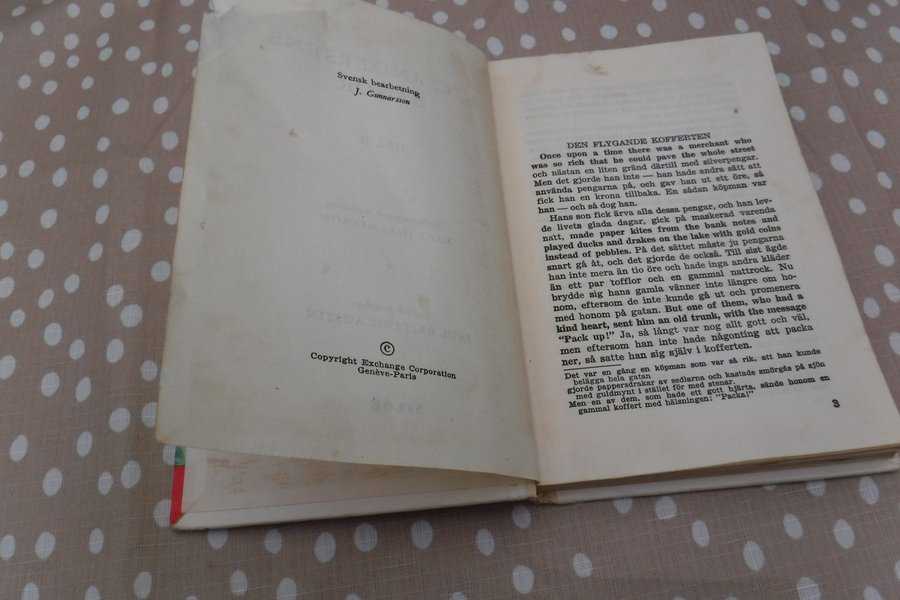 Svensk bearbetning
J. Gunnarsson
©
Copyright Exchange Corporation
Genève-Paris
DEN FLYGANDE KOFFERTEN
Once upon a time there was a merchant who
was so rich that he could pave the whole street
och nästan en liten gränd därtill med silverpengar.
Men det gjorde han inte — han hade andra sätt att
använda pengarna på, och gav han ut ett öre, så
fick han en krona tillbaka. En sådan köpman var
han — och så dog han.
Hans son fick ärva alla dessa pengar, och han lev-
de livets glada dagar, gick på maskerad varenda
natt, made paper kites from the bank notes and
played ducks and drakes on the lake with gold coins
instead of pebbles. På det sättet måste ju pengarna
snart gå åt, och det gjorde de också. Till sist ägde
han inte mera än tio öre och hade inga andra kläder
än ett par tofflor och en gammal nattrock. Nu
brydde sig hans gamla vänner inte längre om ho-
nom, eftersom de inte kunde gå ut och promenera
med honom på gatan. But one of them, who had a
kind heart, sent him an old trunk, with the message
"Pack up!" Ja, så långt var nog allt gott och väl,
men eftersom han inte hade någonting att packa
ner, så satte han sig själv i kofferten.
Det var en gång en köpman som var så rik, att han kunde
belägga hela gatan
gjorde pappersdrakar av sedlarna och kastade smörgås på sjön
med guldmynt i stället för med stenar.
Men en av dem, som hade ett gott hjärta, sände honom en
gammal koffert med hälsningen: "Packa!"
3